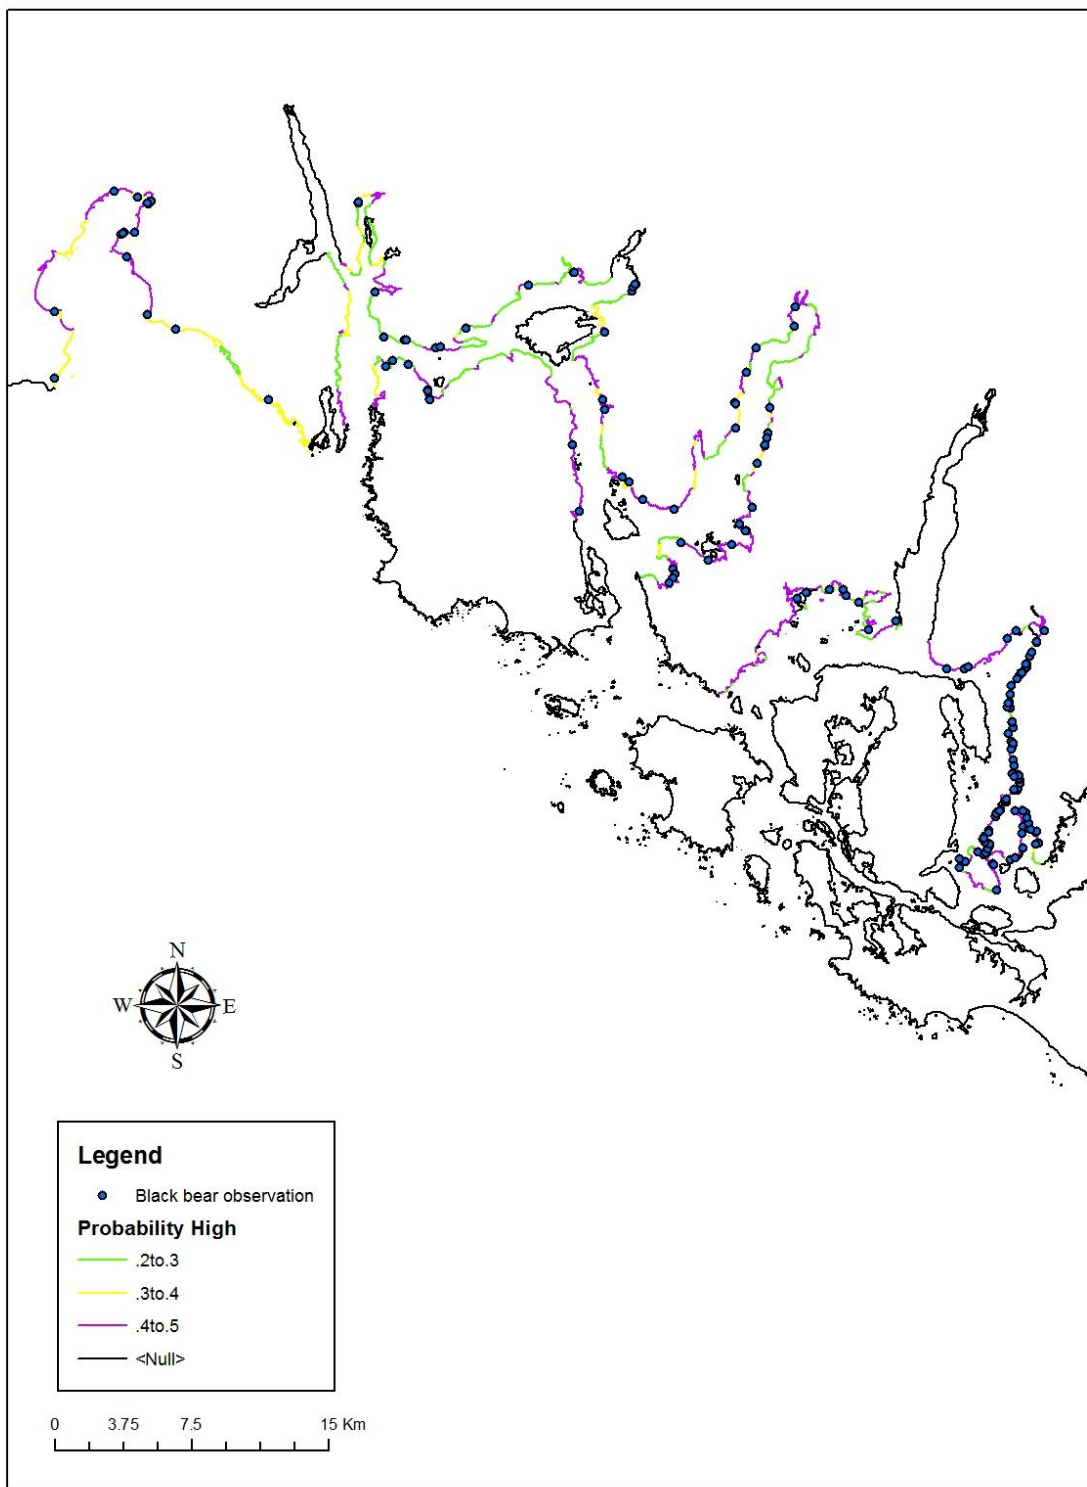 N
W E
S
Legend
Black bear observation
Probability High
.2to.3
.3to.4
.4to.5
<Null>
0 3.75 7.5 15 Km